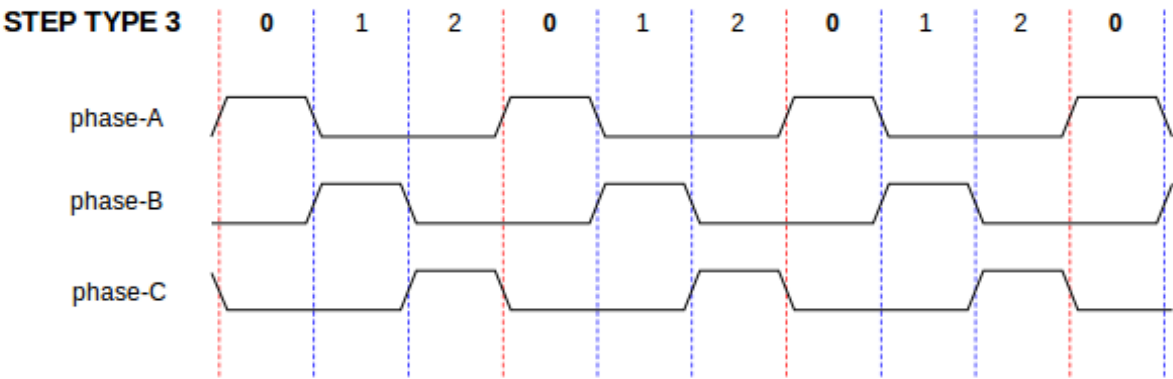 STEP TYPE 3 0 1 2 0 1 2 0 1 2 0
phase-A
phase-B
phase-C